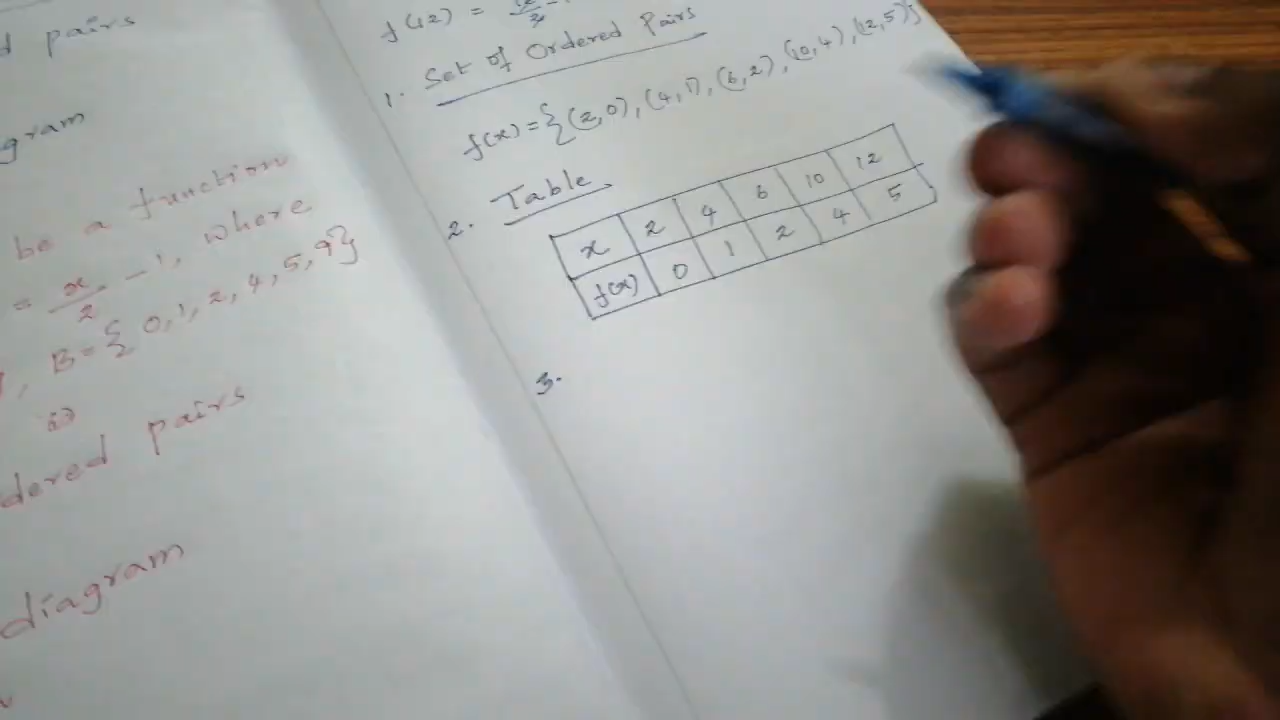 d pairs
gram
be a function
= x/2 - 1, where
, B = { 0, 1, 2, 4, 5, 9}
dered pairs
diagram
f(12) =
1. Set of Ordered Pairs
f(x) = {(2,0), (4,1), (6,2), (10,4), (12,5)}
2. Table
x 2 4 6 10 12
f(x) 0 1 2 4 5
3.